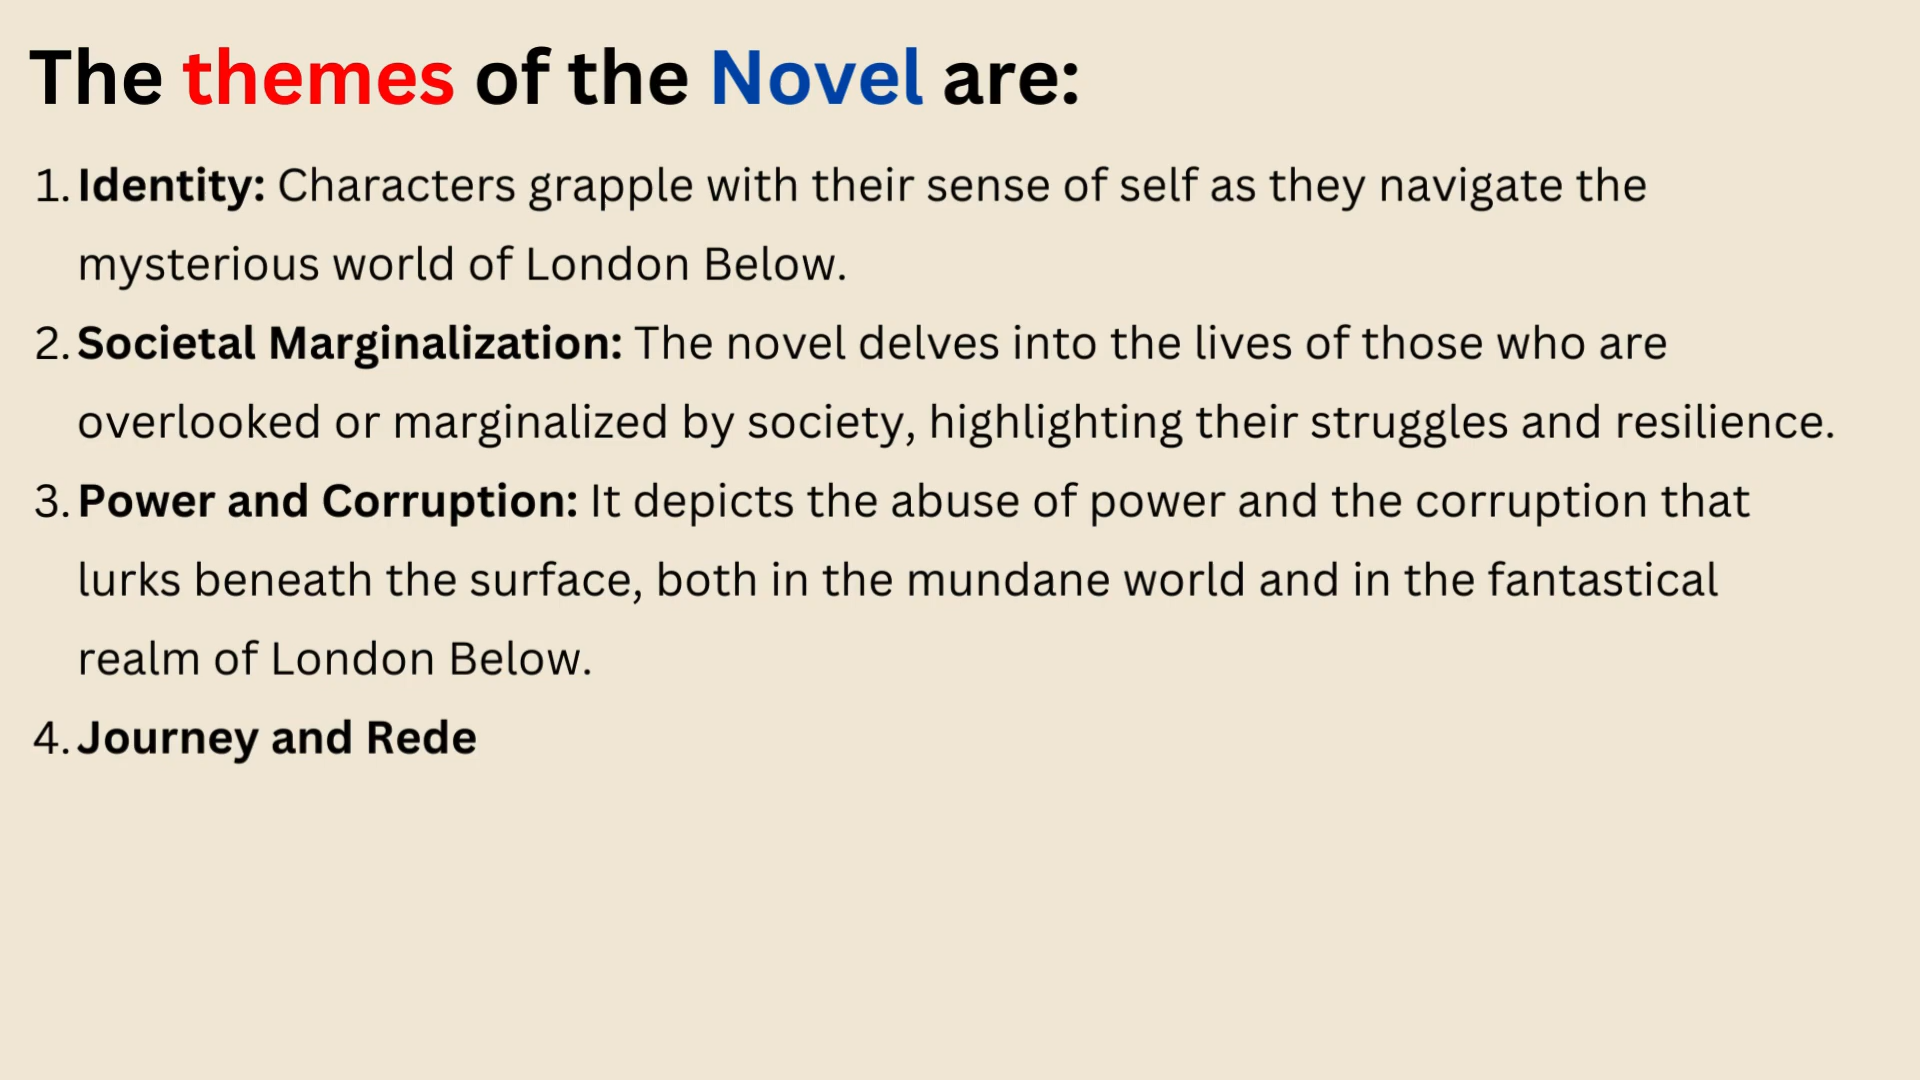 The themes of the Novel are:
1. Identity: Characters grapple with their sense of self as they navigate the
mysterious world of London Below.
2. Societal Marginalization: The novel delves into the lives of those who are
overlooked or marginalized by society, highlighting their struggles and resilience.
3. Power and Corruption: It depicts the abuse of power and the corruption that
lurks beneath the surface, both in the mundane world and in the fantastical
realm of London Below.
4. Journey and Rede